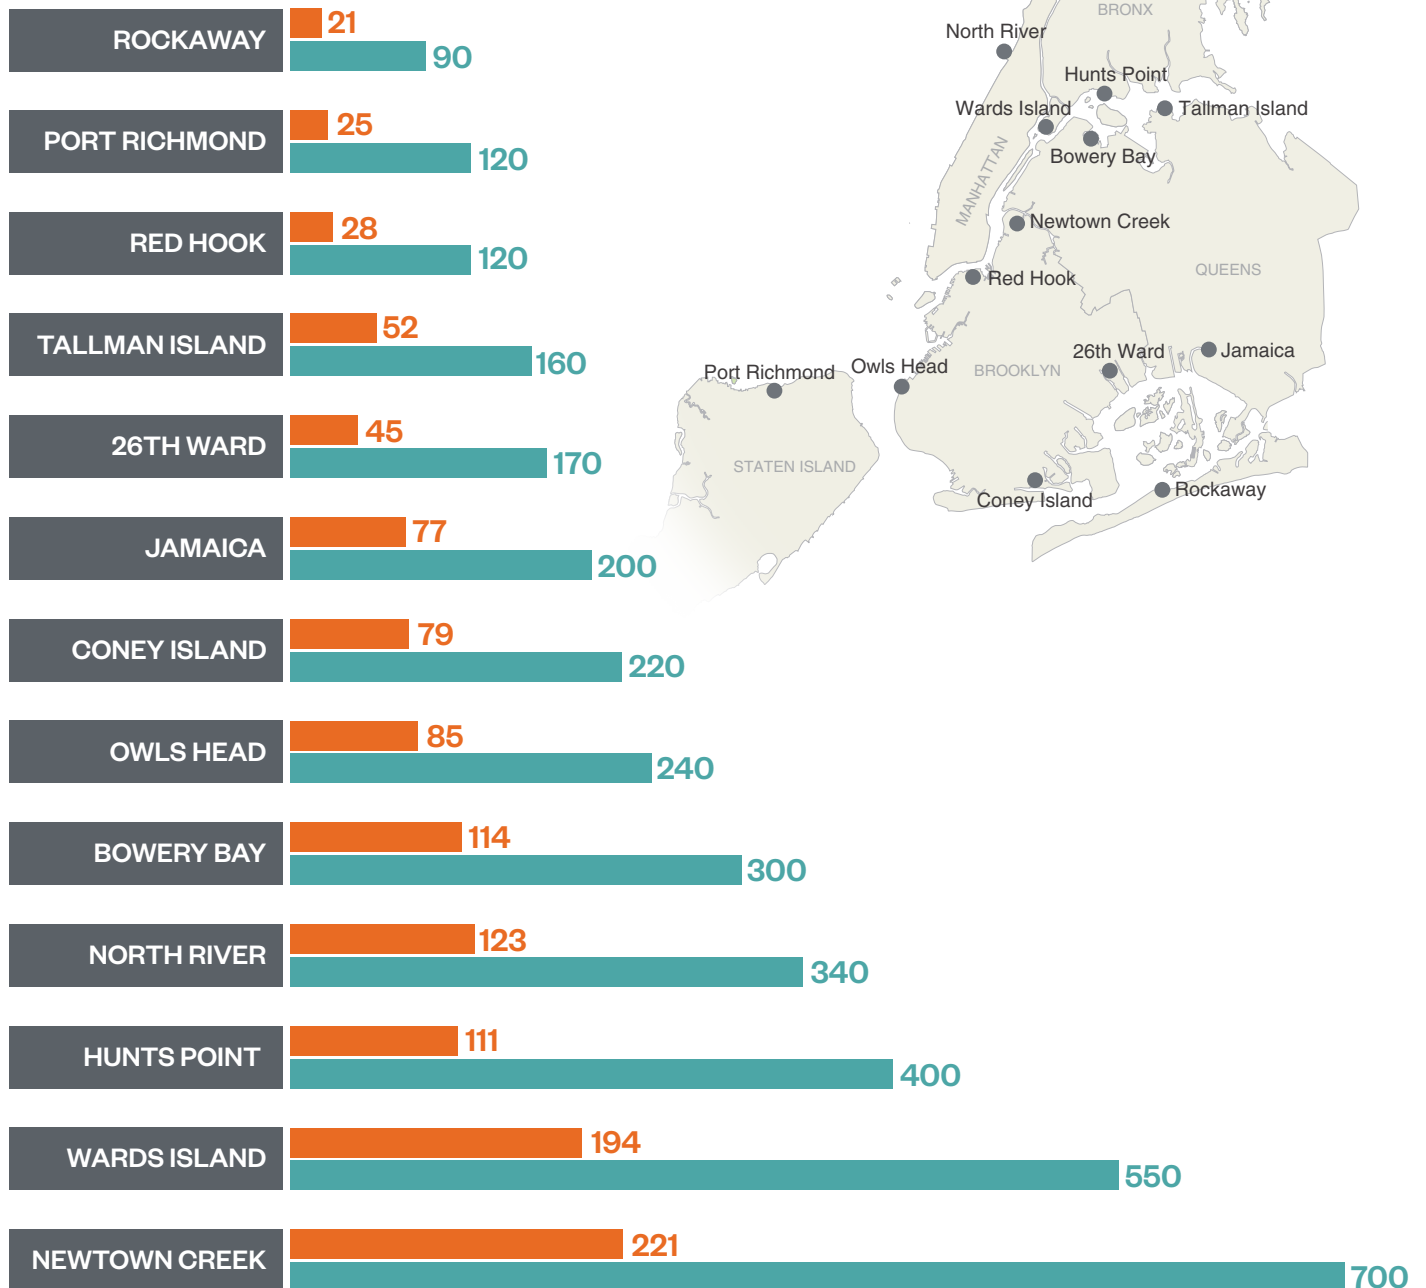 ROCKAWAY
21
90
PORT RICHMOND
25
120
RED HOOK
28
120
TALLMAN ISLAND
52
160
26TH WARD
45
170
JAMAICA
77
200
CONEY ISLAND
79
220
OWLS HEAD
85
240
BOWERY BAY
114
300
NORTH RIVER
123
340
HUNTS POINT
111
400
WARDS ISLAND
194
550
NEWTOWN CREEK
221
700
BRONX
North River
Hunts Point
Wards Island
Tallman Island
Bowery Bay
MANHATTAN
Newtown Creek
QUEENS
Red Hook
26th Ward
Jamaica
Port Richmond
Owls Head
BROOKLYN
STATEN ISLAND
Coney Island
Rockaway